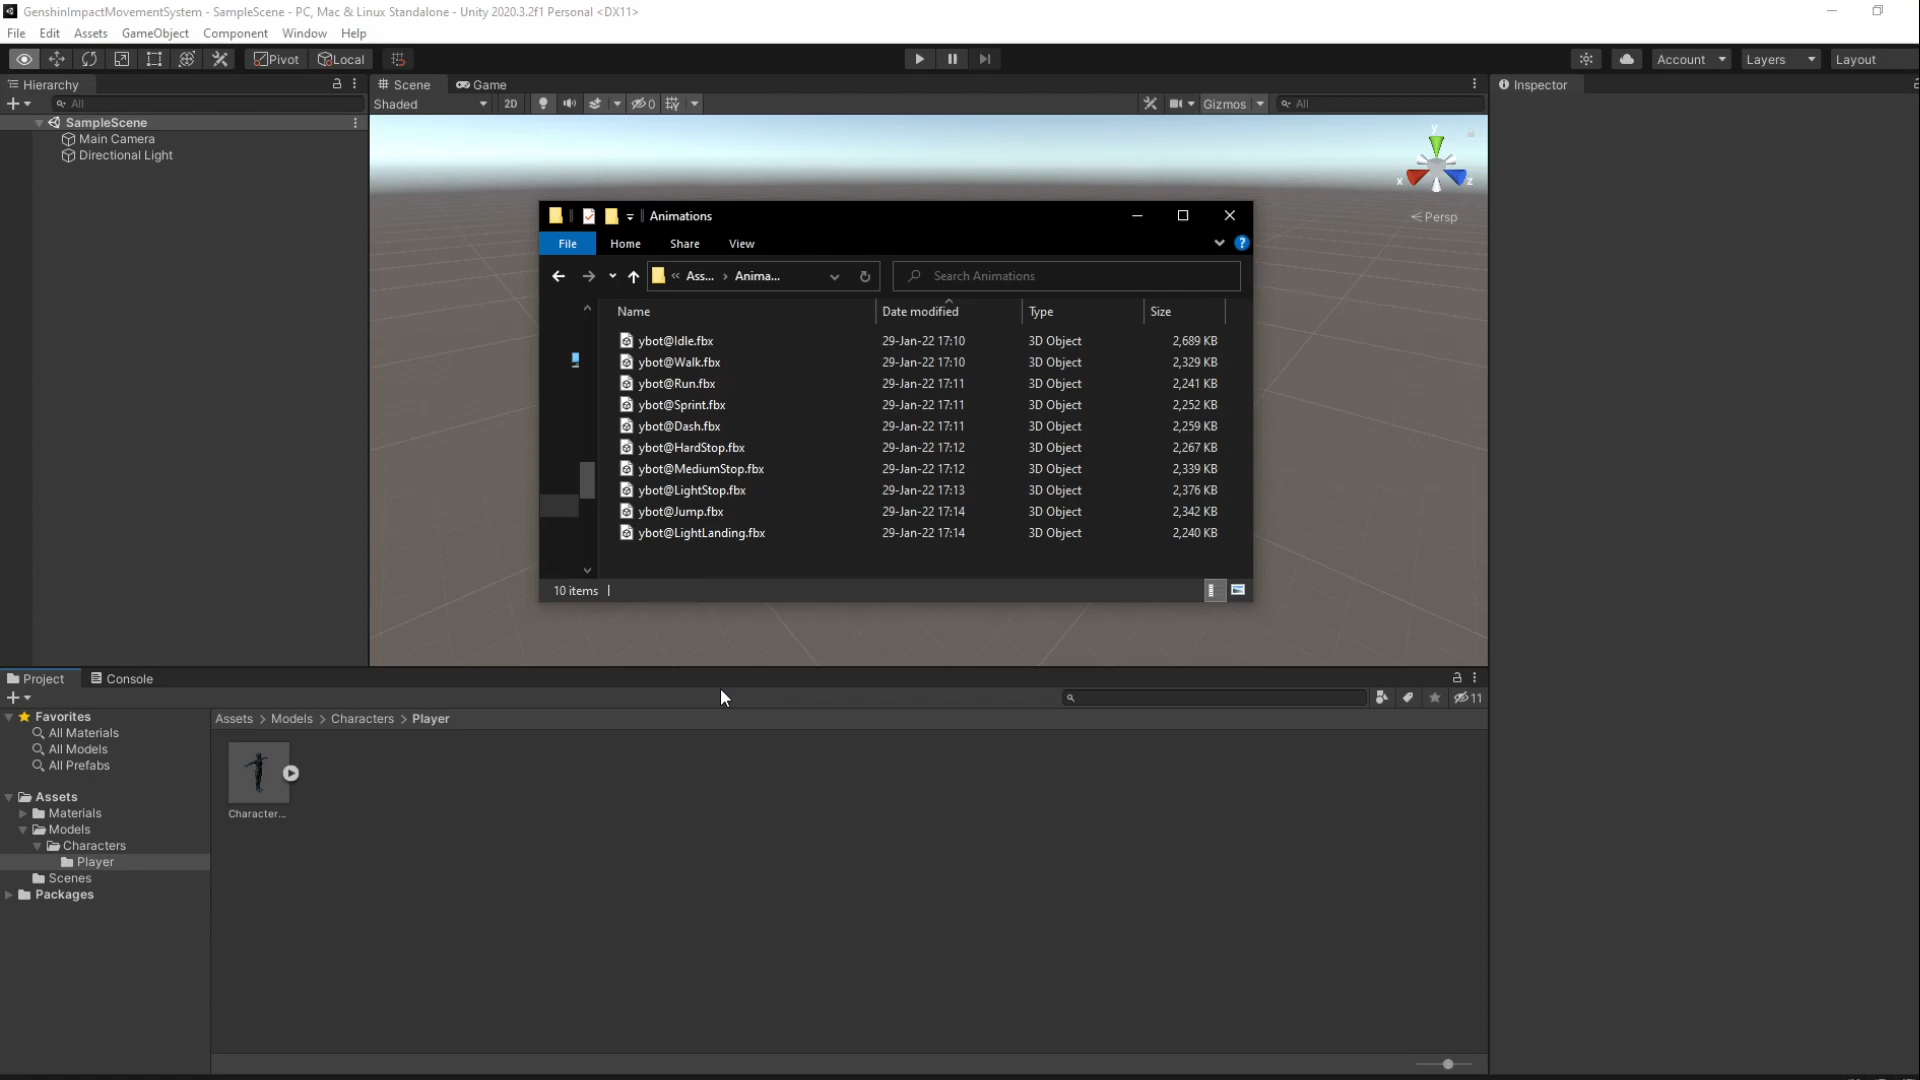 GenshinImpactMovementSystem - SampleScene - PC, Mac & Linux Standalone - Unity 2020.3.2f1 Personal <DX11>
File Edit Assets GameObject Component Window Help
Pivot Local Account Layers Layout
Hierarchy Scene Game Inspector
All Shaded 2D 0 Gizmos All
SampleScene
Main Camera
Directional Light
y
x z
Persp
Animations
File Home Share View
« Ass... › Anima... Search Animations
Name Date modified Type Size
ybot@Idle.fbx 29-Jan-22 17:10 3D Object 2,689 KB
ybot@Walk.fbx 29-Jan-22 17:10 3D Object 2,329 KB
ybot@Run.fbx 29-Jan-22 17:11 3D Object 2,241 KB
ybot@Sprint.fbx 29-Jan-22 17:11 3D Object 2,252 KB
ybot@Dash.fbx 29-Jan-22 17:11 3D Object 2,259 KB
ybot@HardStop.fbx 29-Jan-22 17:12 3D Object 2,267 KB
ybot@MediumStop.fbx 29-Jan-22 17:12 3D Object 2,339 KB
ybot@LightStop.fbx 29-Jan-22 17:13 3D Object 2,376 KB
ybot@Jump.fbx 29-Jan-22 17:14 3D Object 2,342 KB
ybot@LightLanding.fbx 29-Jan-22 17:14 3D Object 2,240 KB
10 items
Project Console
11
Favorites
All Materials
All Models
All Prefabs
Assets
Materials
Models
Characters
Player
Scenes
Packages
Assets > Models > Characters > Player
Character...